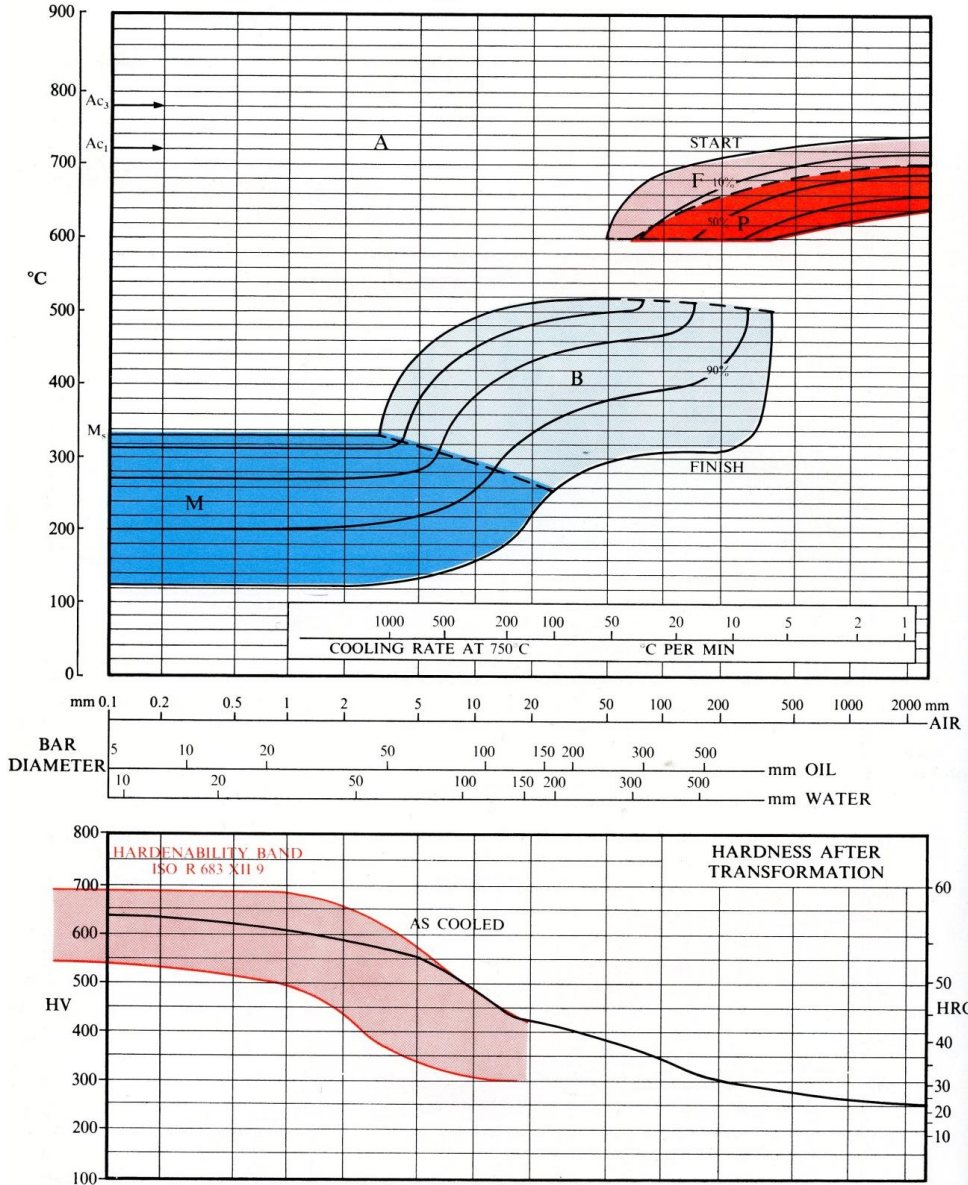 900
800
Ac3
Ac1
700
600
°C
500
400
Ms
300
200
100
0
A
START
F 10%
50% P
B
90%
M
FINISH
1000 500 200 100 50 20 10 5 2 1
COOLING RATE AT 750°C °C PER MIN
mm 0.1 0.2 0.5 1 2 5 10 20 50 100 200 500 1000 2000 mm
AIR
BAR
DIAMETER
5 10 20 50 100 150 200 300 500
mm OIL
10 20 50 100 150 200 300 500
mm WATER
HARDENABILITY BAND
ISO R 683 XII 9
HARDNESS AFTER
TRANSFORMATION
AS COOLED
800
700
600
500
HV
400
300
200
100
60
50
HRC
40
30
20
10